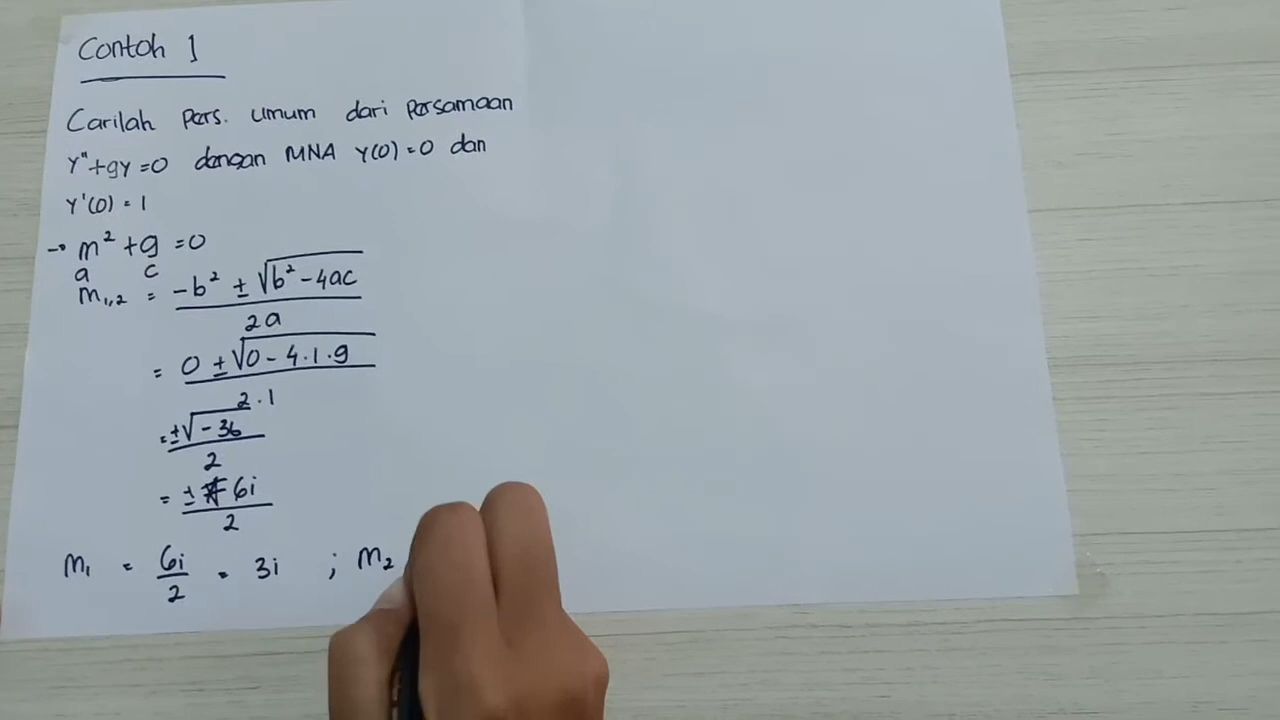 Contoh 1
Carilah Pers. Umum dari Persamaan
y" + 9y = 0 dengan MNA y(0) = 0 dan
y'(0) = 1
→ m² + 9 = 0
a c
m₁,₂ = -b² ± √b² - 4ac
2a
= 0 ± √0 - 4.1.9
2.1
= ±√-36
2
= ± 6i
2
m₁ = 6i/2 = 3i ; m₂